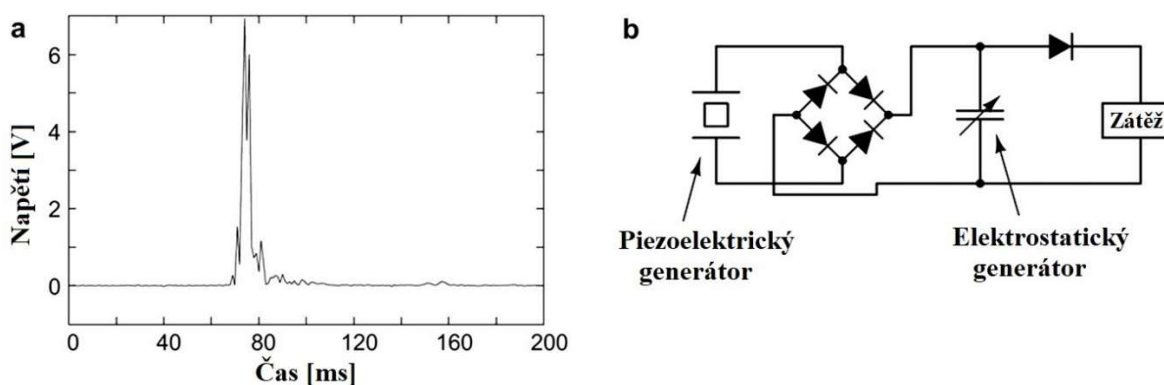 a
Napětí [V]
6
4
2
0
0
40
80
120
160
200
Čas [ms]
b
Zátěž
Piezoelektrický
generátor
Elektrostatický
generátor